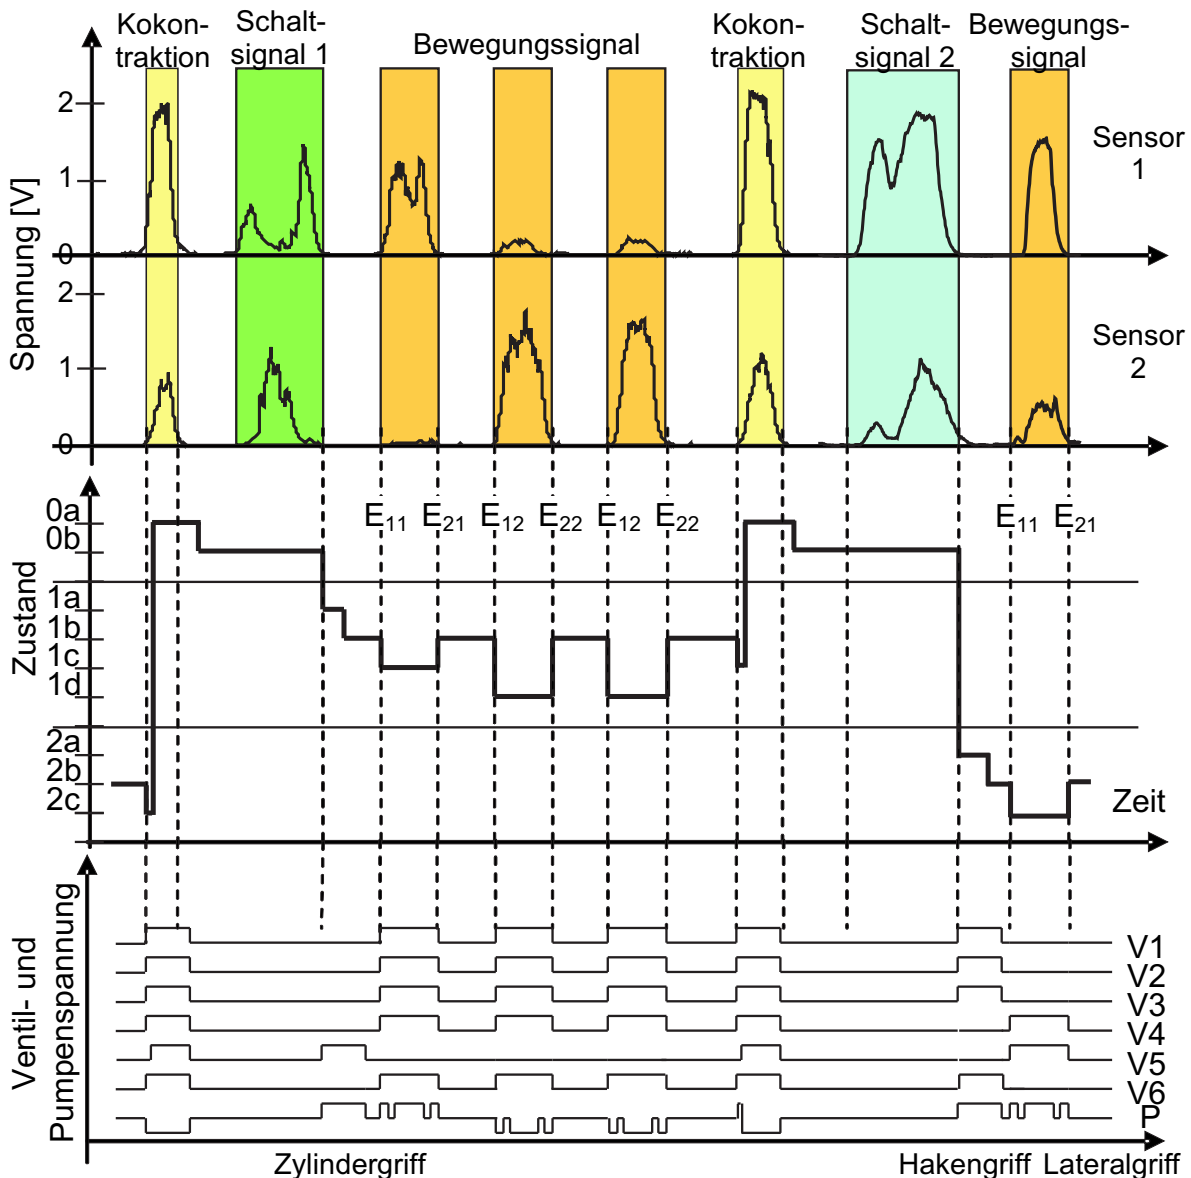 Kokon-
traktion
Schalt-
signal 1
Bewegungssignal
Kokon-
traktion
Schalt-
signal 2
Bewegungs-
signal
Spannung [V]
2
1
0
Sensor
1
2
1
0
Sensor
2
Zustand
0a
0b
1a
1b
1c
1d
2a
2b
2c
E11 E21 E12 E22 E12 E22 E11 E21
Zeit
Ventil- und
Pumpenspannung
V1
V2
V3
V4
V5
V6
P
Zylindergriff Hakengriff Lateralgriff